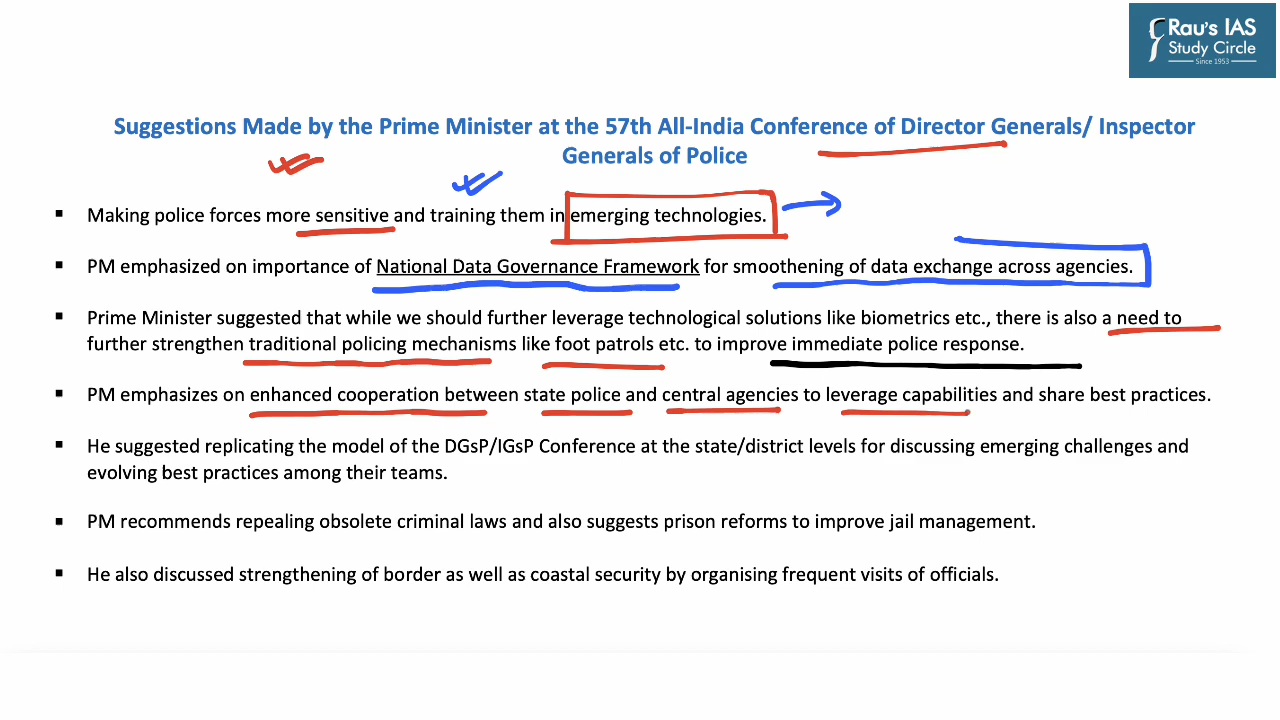 Rau's IAS
Study Circle
Since 1953
Suggestions Made by the Prime Minister at the 57th All-India Conference of Director Generals/ Inspector
Generals of Police
▪ Making police forces more sensitive and training them in emerging technologies.
▪ PM emphasized on importance of National Data Governance Framework for smoothening of data exchange across agencies.
▪ Prime Minister suggested that while we should further leverage technological solutions like biometrics etc., there is also a need to
further strengthen traditional policing mechanisms like foot patrols etc. to improve immediate police response.
▪ PM emphasizes on enhanced cooperation between state police and central agencies to leverage capabilities and share best practices.
▪ He suggested replicating the model of the DGsP/IGsP Conference at the state/district levels for discussing emerging challenges and
evolving best practices among their teams.
▪ PM recommends repealing obsolete criminal laws and also suggests prison reforms to improve jail management.
▪ He also discussed strengthening of border as well as coastal security by organising frequent visits of officials.